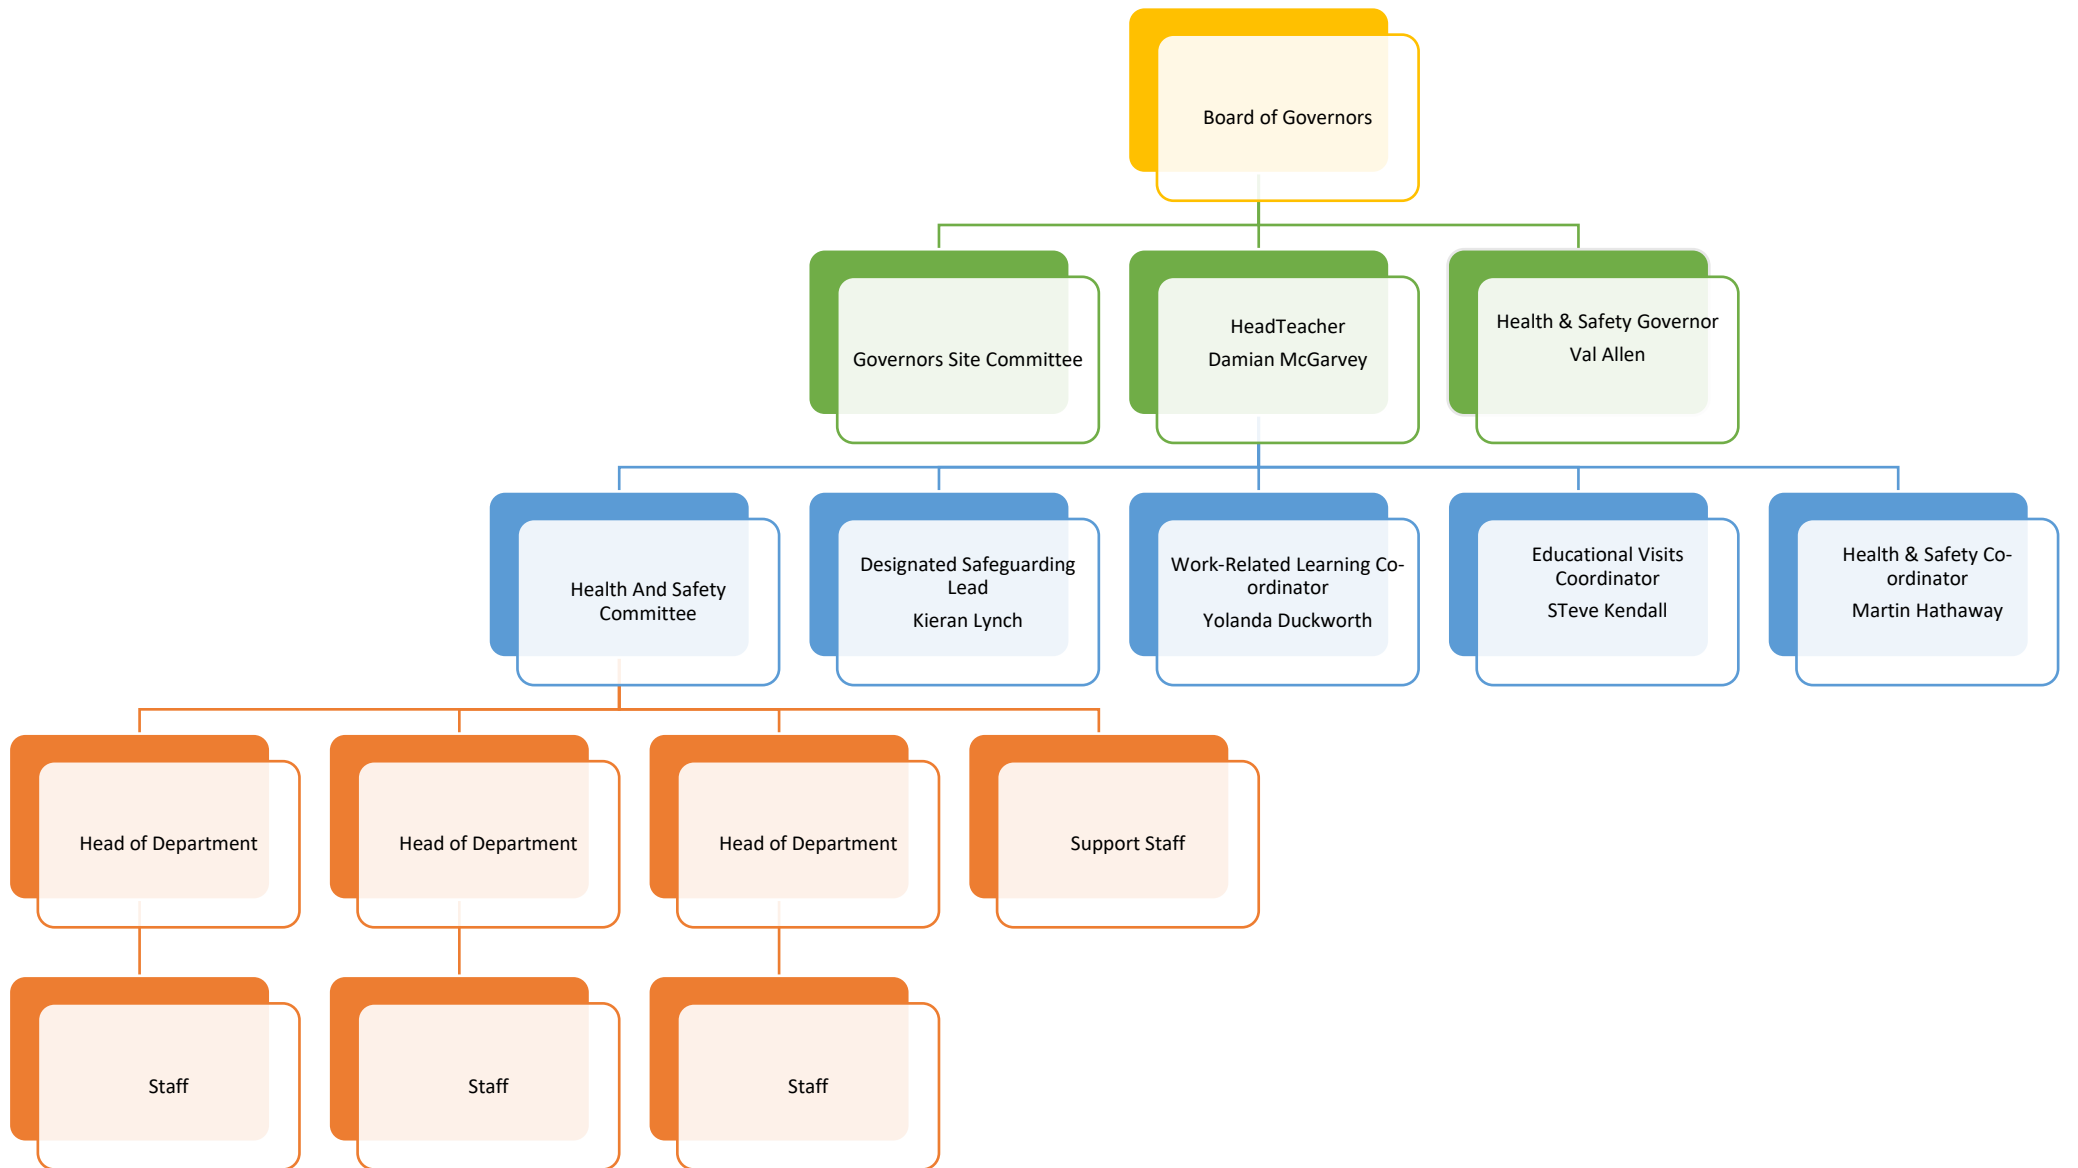 Board of Governors
Governors Site Committee
HeadTeacher
Damian McGarvey
Health & Safety Governor
Val Allen
Health And Safety
Committee
Designated Safeguarding
Lead
Kieran Lynch
Work-Related Learning Co-
ordinator
Yolanda Duckworth
Educational Visits
Coordinator
STeve Kendall
Health & Safety Co-
ordinator
Martin Hathaway
Head of Department
Head of Department
Head of Department
Support Staff
Staff
Staff
Staff